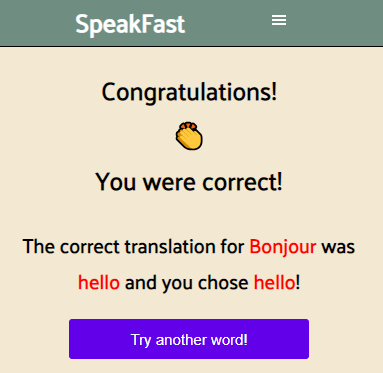 SpeakFast
Congratulations!
You were correct!
The correct translation for Bonjour was
hello and you chose hello!
Try another word!